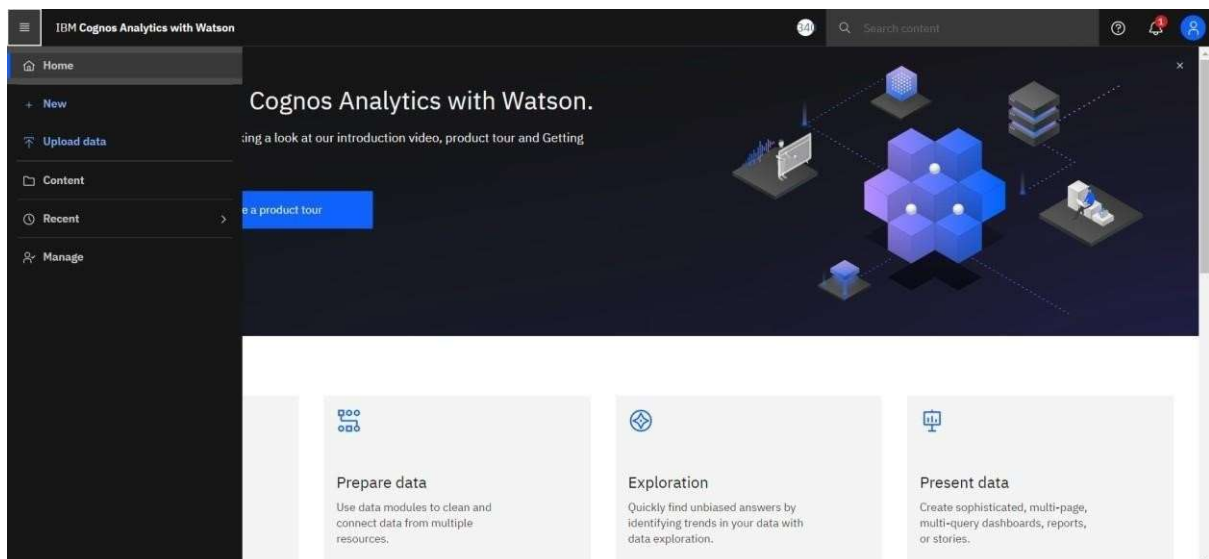 IBM Cognos Analytics with Watson
Search content
1
Home
New
Upload data
Content
Recent
Manage
Cognos Analytics with Watson.
king a look at our introduction video, product tour and Getting
e a product tour
Prepare data
Use data modules to clean and
connect data from multiple
resources.
Exploration
Quickly find unbiased answers by
identifying trends in your data with
data exploration.
Present data
Create sophisticated, multi-page,
multi-query dashboards, reports,
or stories.